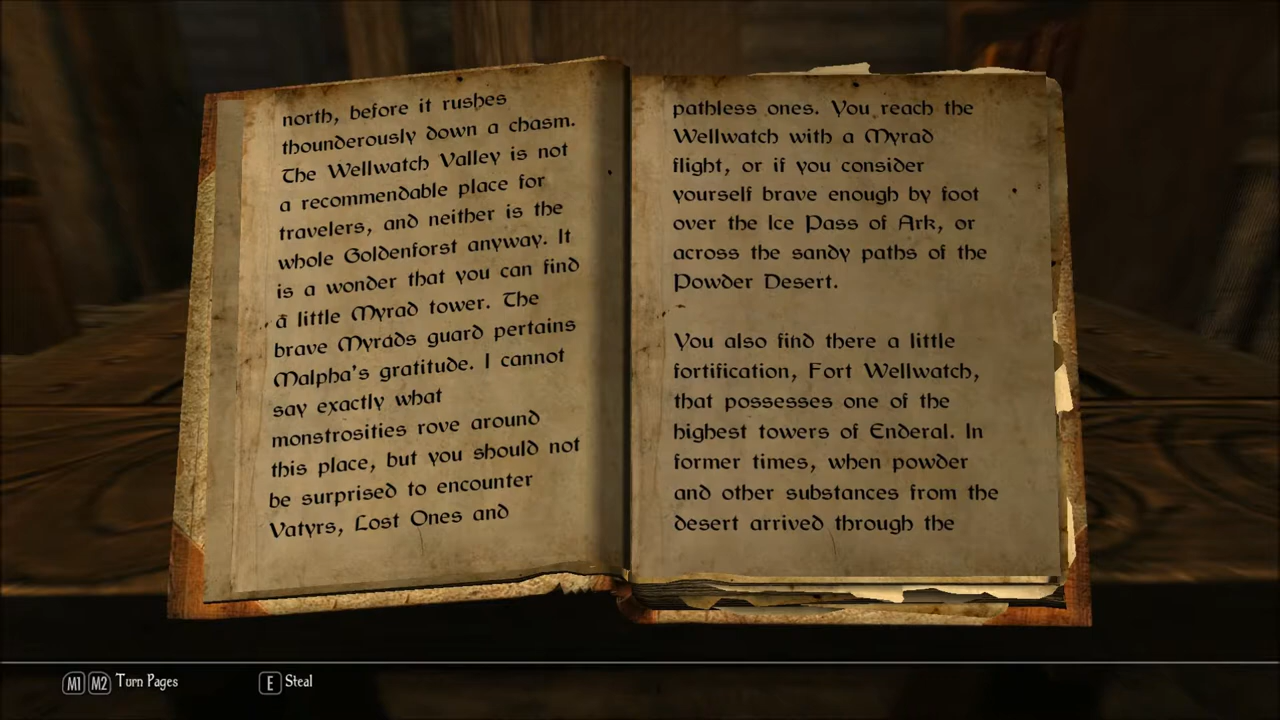 north, before it rushes
thounderously down a chasm.
The Wellwatch Valley is not
a recommendable place for
travelers, and neither is the
whole Goldenforst anyway. It
is a wonder that you can find
a little Myrad tower. The
brave Myrads guard pertains
Malpha's gratitude. I cannot
say exactly what
monstrosities rove around
this place, but you should not
be surprised to encounter
Vatyrs, Lost Ones and
pathless ones. You reach the
Wellwatch with a Myrad
flight, or if you consider
yourself brave enough by foot
over the Ice Pass of Ark, or
across the sandy paths of the
Powder Desert.
You also find there a little
fortification, Fort Wellwatch,
that possesses one of the
highest towers of Enderal. In
former times, when powder
and other substances from the
desert arrived through the
M1 M2 Turn Pages E Steal